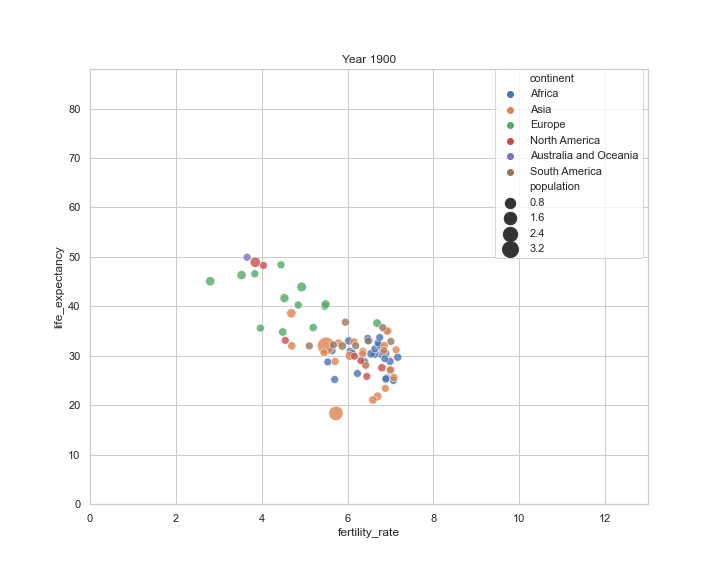 Year 1900
continent
Africa
Asia
Europe
North America
Australia and Oceania
South America
population
0.8
1.6
2.4
3.2
life_expectancy
80
70
60
50
40
30
20
10
0
0 2 4 6 8 10 12
fertility_rate